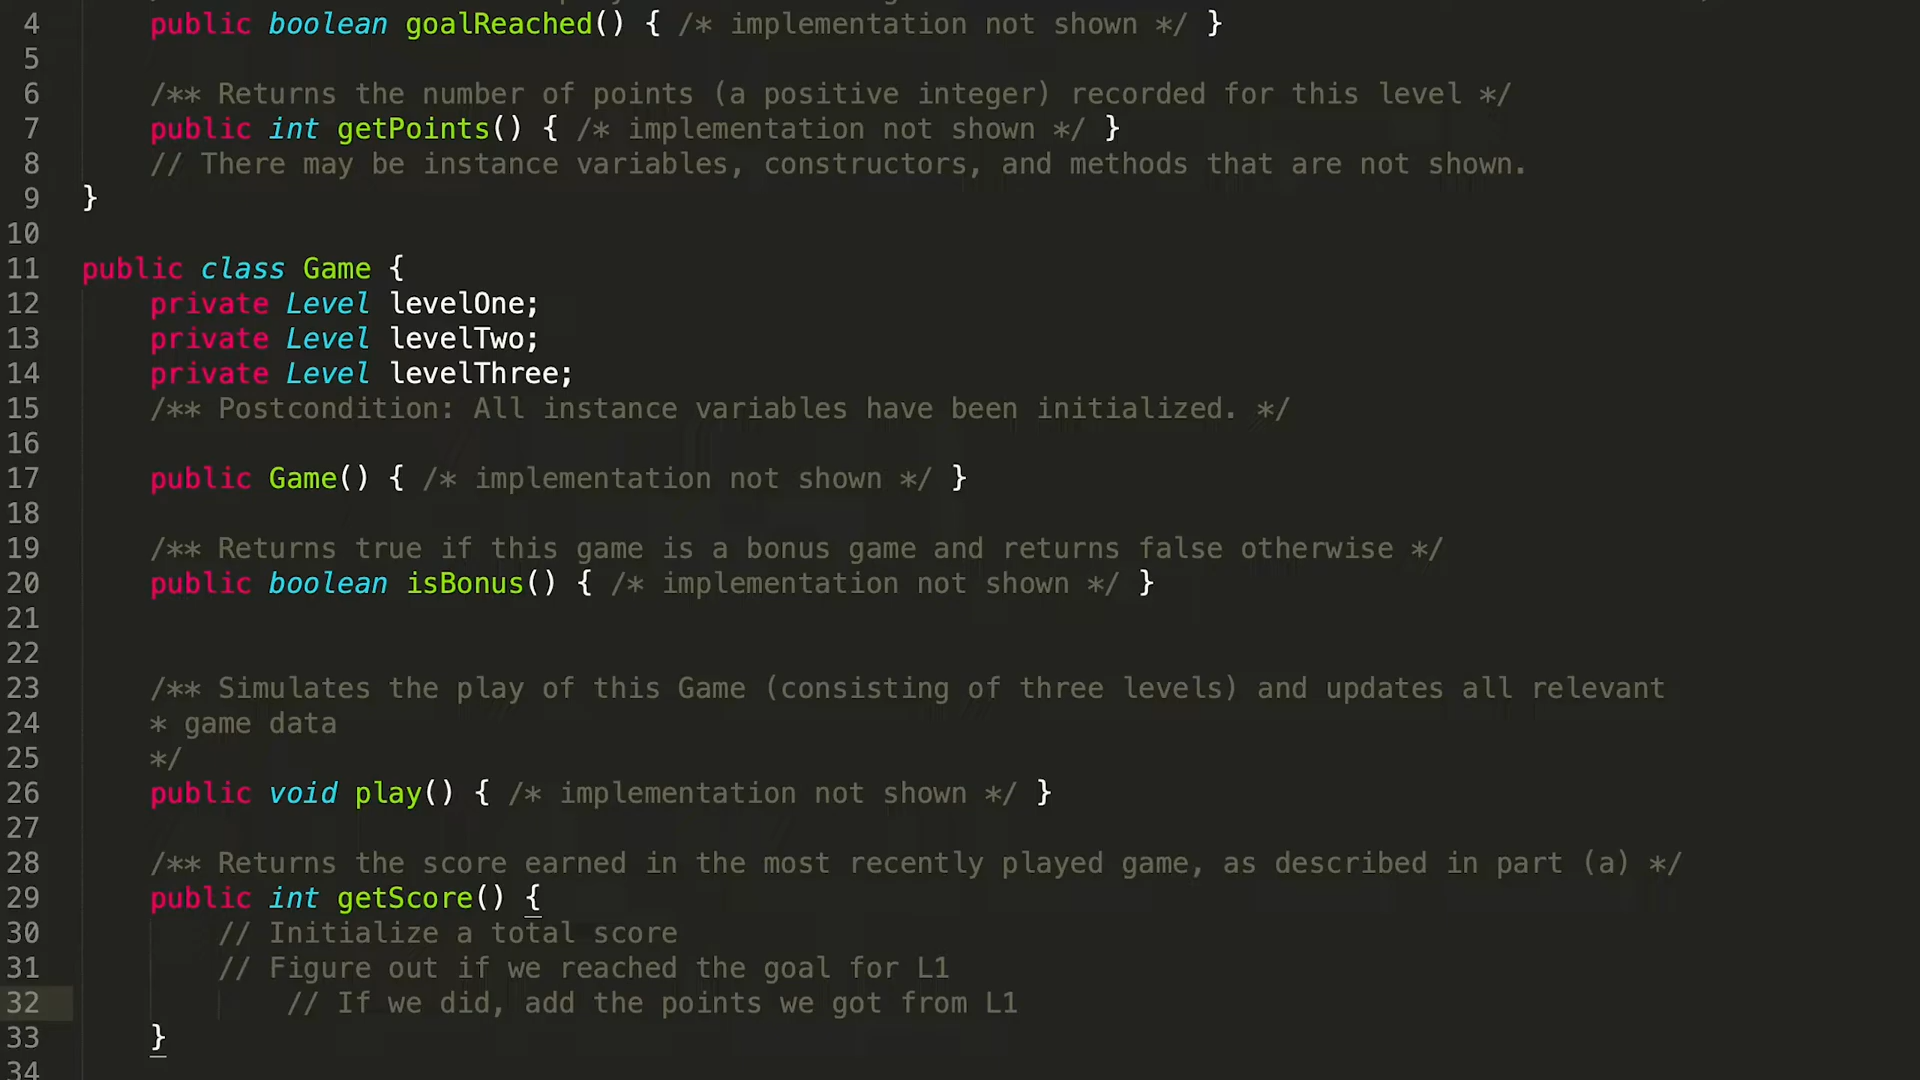 4 public boolean goalReached() { /* implementation not shown */ }
5
6 /** Returns the number of points (a positive integer) recorded for this level */
7 public int getPoints() { /* implementation not shown */ }
8 // There may be instance variables, constructors, and methods that are not shown.
9 }
10
11 public class Game {
12 private Level levelOne;
13 private Level levelTwo;
14 private Level levelThree;
15 /** Postcondition: All instance variables have been initialized. */
16
17 public Game() { /* implementation not shown */ }
18
19 /** Returns true if this game is a bonus game and returns false otherwise */
20 public boolean isBonus() { /* implementation not shown */ }
21
22
23 /** Simulates the play of this Game (consisting of three levels) and updates all relevant
24 * game data
25 */
26 public void play() { /* implementation not shown */ }
27
28 /** Returns the score earned in the most recently played game, as described in part (a) */
29 public int getScore() {
30 // Initialize a total score
31 // Figure out if we reached the goal for L1
32 // If we did, add the points we got from L1
33 }
34